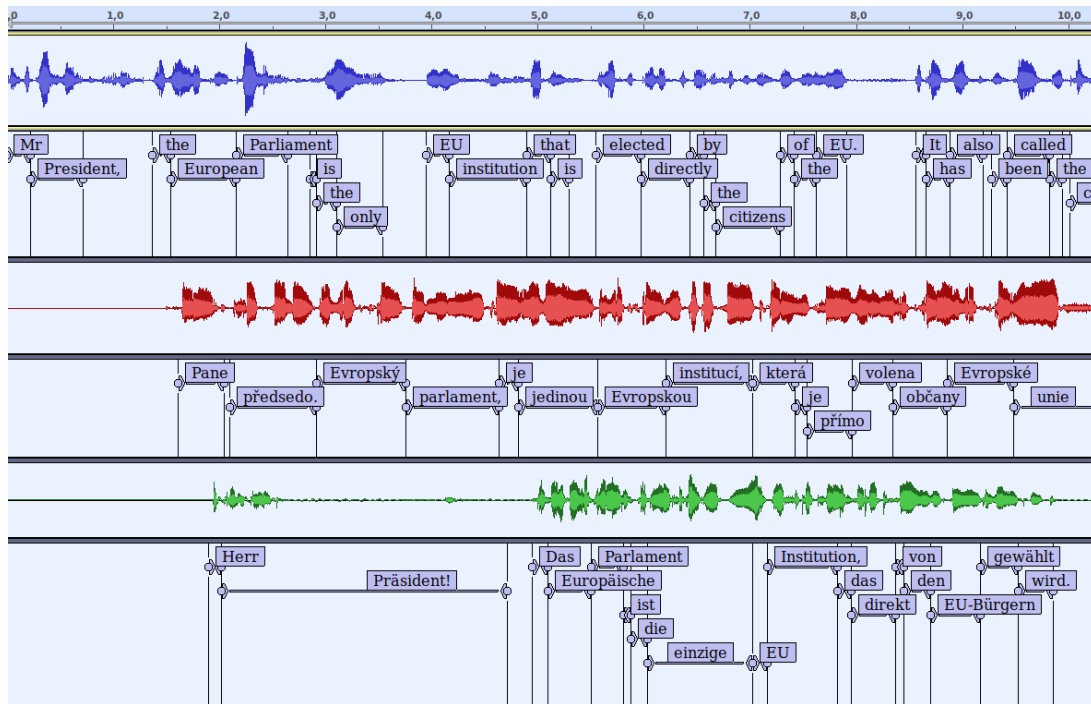 ,0 1,0 2,0 3,0 4,0 5,0 6,0 7,0 8,0 9,0 10,0
Mr the Parliament EU that elected by of EU. It also called
President, European is institution is directly the has been the
the the c
only citizens
Pane Evropský je institucí, která volena Evropské
předsedo. parlament, jedinou Evropskou je občany unie
přímo
Herr Das Parlament Institution, von gewählt
Präsident! Europäische das den wird.
ist direkt EU-Bürgern
die
einzige EU